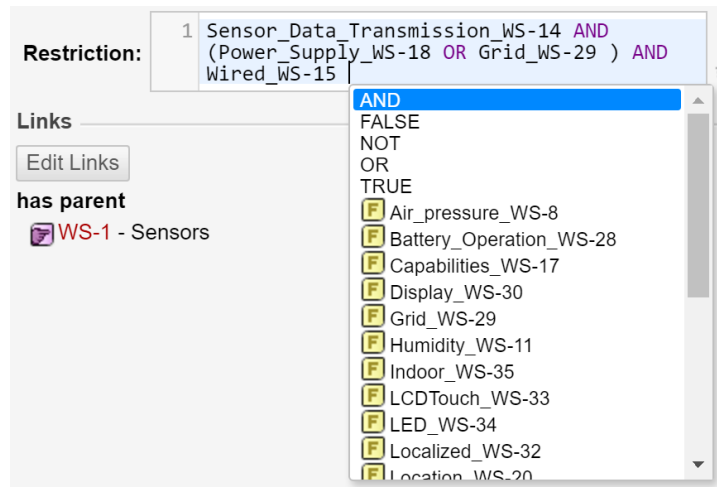 Restriction:
1 Sensor_Data_Transmission_WS-14 AND
(Power_Supply_WS-18 OR Grid_WS-29 ) AND
Wired_WS-15
Links
Edit Links
has parent
WS-1 - Sensors
AND
FALSE
NOT
OR
TRUE
F Air_pressure_WS-8
F Battery_Operation_WS-28
F Capabilities_WS-17
F Display_WS-30
F Grid_WS-29
F Humidity_WS-11
F Indoor_WS-35
F LCDTouch_WS-33
F LED_WS-34
F Localized_WS-32
F Location_WS-20